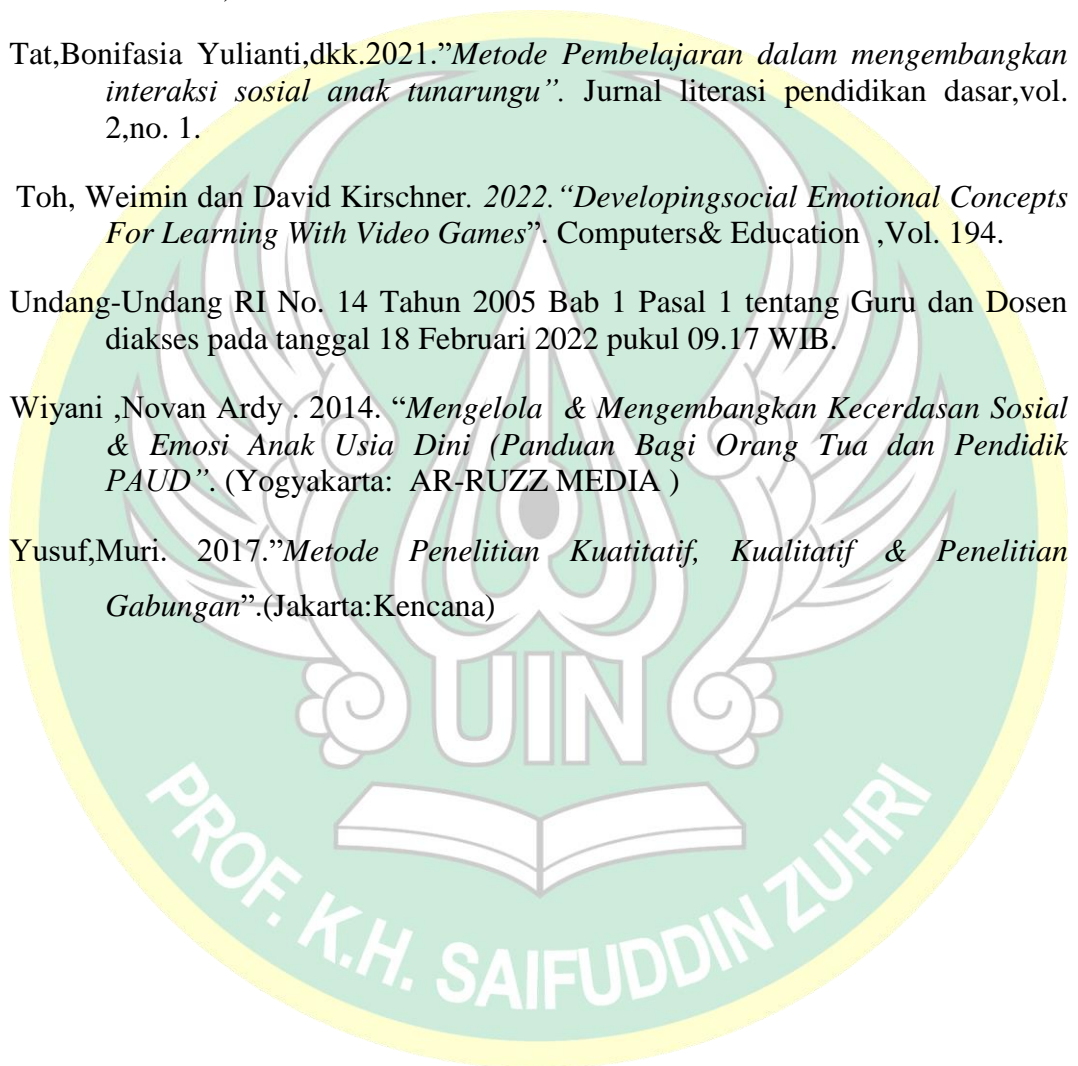 Tat,Bonifasia Yulianti,dkk.2021.”Metode Pembelajaran dalam mengembangkan
interaksi sosial anak tunarungu”. Jurnal literasi pendidikan dasar,vol.
2,no. 1.
Toh, Weimin dan David Kirschner. 2022.“Developingsocial Emotional Concepts
For Learning With Video Games”. Computers& Education ,Vol. 194.
Undang-Undang RI No. 14 Tahun 2005 Bab 1 Pasal 1 tentang Guru dan Dosen
diakses pada tanggal 18 Februari 2022 pukul 09.17 WIB.
Wiyani ,Novan Ardy . 2014. “Mengelola & Mengembangkan Kecerdasan Sosial
& Emosi Anak Usia Dini (Panduan Bagi Orang Tua dan Pendidik
PAUD”. (Yogyakarta: AR-RUZZ MEDIA )
Yusuf,Muri. 2017.”Metode Penelitian Kuatitatif, Kualitatif & Penelitian
Gabungan”.(Jakarta:Kencana)
UIN
PROF. K.H. SAIFUDDIN ZUHRI